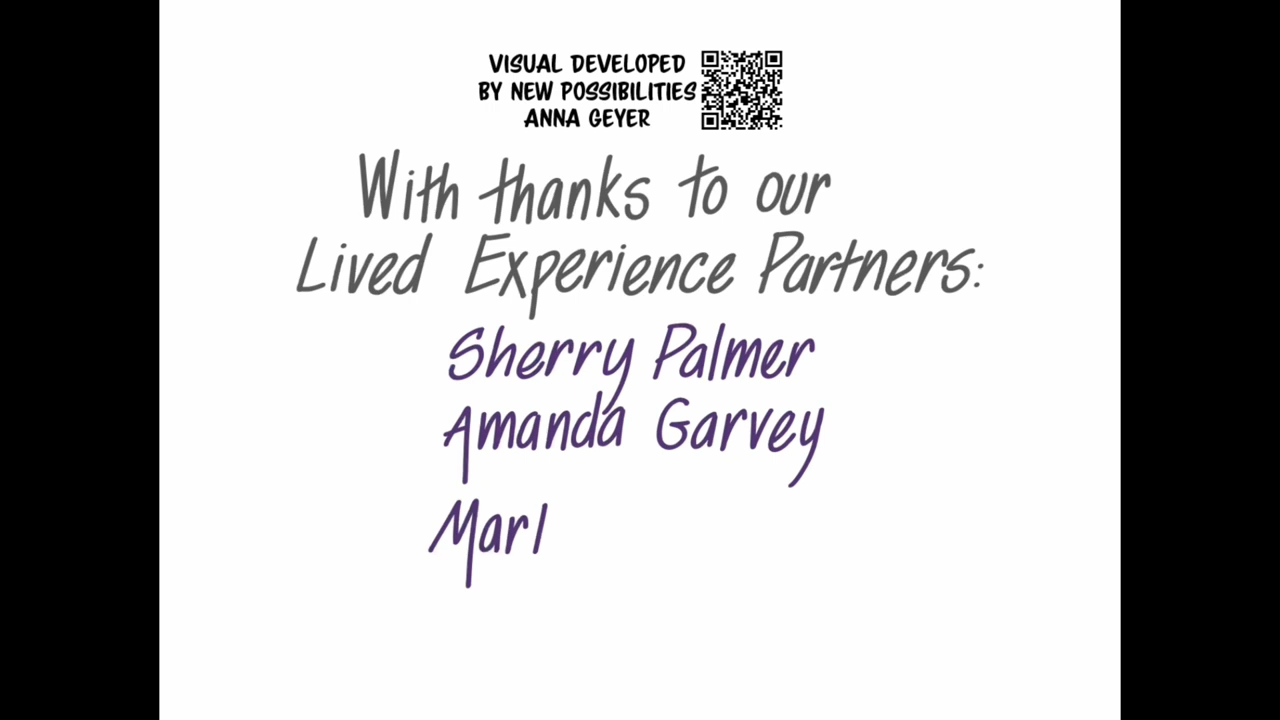 VISUAL DEVELOPED
BY NEW POSSIBILITIES
ANNA GEYER
With thanks to our
Lived Experience Partners:
Sherry Palmer
Amanda Garvey
Marl